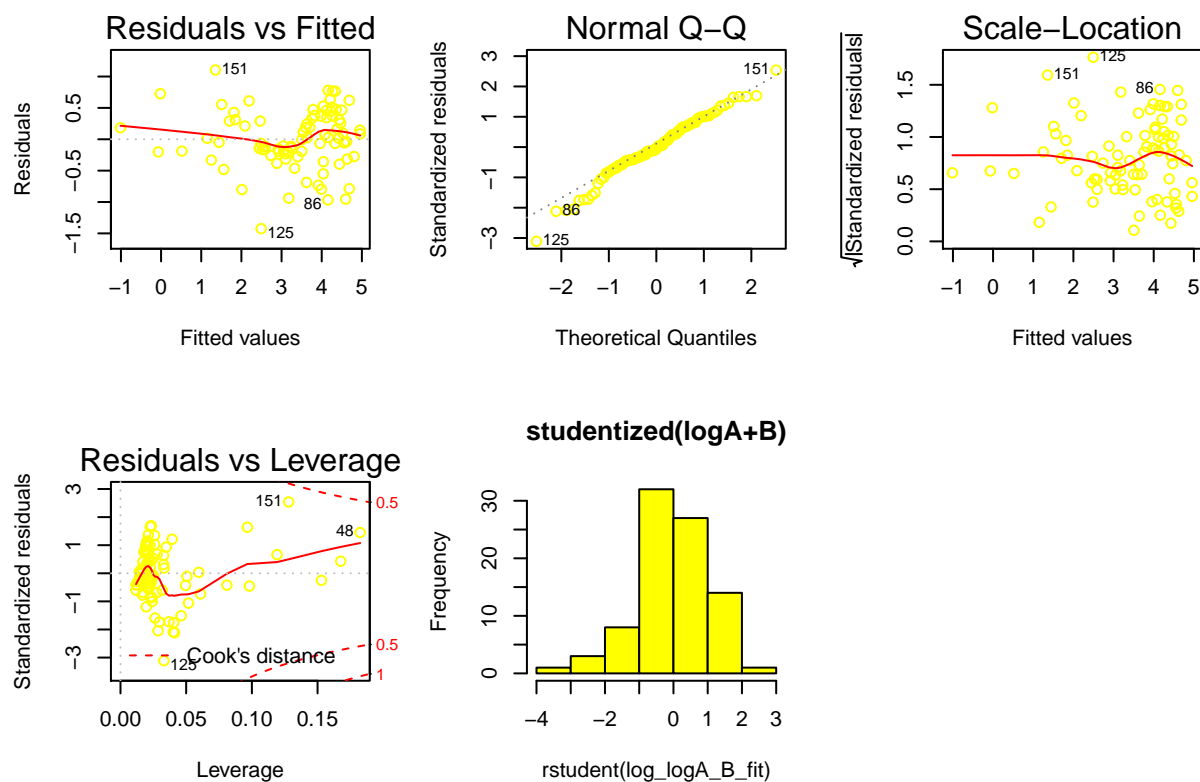 Residuals vs Fitted
Residuals
0.5
-0.5
-1.5
151
86
125
-1 0 1 2 3 4 5
Fitted values
Normal Q−Q
Standardized residuals
3
2
1
-1
-3
151
86
125
-2 -1 0 1 2
Theoretical Quantiles
Scale−Location
√|Standardized residuals|
1.5
1.0
0.5
0.0
125
151
86
-1 0 1 2 3 4 5
Fitted values
Residuals vs Leverage
Standardized residuals
3
1
-1
-3
151
48
125
0.5
0.5
1
Cook's distance
0.00 0.05 0.10 0.15
Leverage
studentized(logA+B)
Frequency
30
10
0
-4 -2 0 1 2 3
rstudent(log_logA_B_fit)